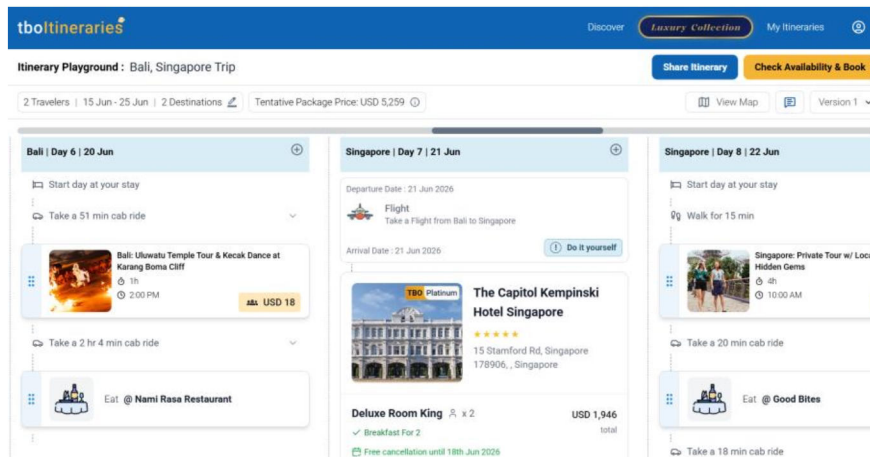 tboItineraries
Discover
Luxury Collection
My Itineraries
Itinerary Playground : Bali, Singapore Trip
Share Itinerary
Check Availability & Book
2 Travelers | 15 Jun - 25 Jun | 2 Destinations
Tentative Package Price: USD 5,259
View Map
Version 1
Bali | Day 6 | 20 Jun
Start day at your stay
Take a 51 min cab ride
Bali: Uluwatu Temple Tour & Kecak Dance at
Karang Boma Cliff
1h
2:00 PM
USD 18
Take a 2 hr 4 min cab ride
Eat @ Nami Rasa Restaurant
Singapore | Day 7 | 21 Jun
Departure Date : 21 Jun 2026
Flight
Take a Flight from Bali to Singapore
Arrival Date : 21 Jun 2026
Do it yourself
TBO Platinum
The Capitol Kempinski
Hotel Singapore
15 Stamford Rd, Singapore
178906, , Singapore
Deluxe Room King x 2
USD 1,946
total
Breakfast For 2
Free cancellation until 18th Jun 2026
Singapore | Day 8 | 22 Jun
Start day at your stay
Walk for 15 min
Singapore: Private Tour w/ Loca
Hidden Gems
4h
10:00 AM
Take a 20 min cab ride
Eat @ Good Bites
Take a 18 min cab ride